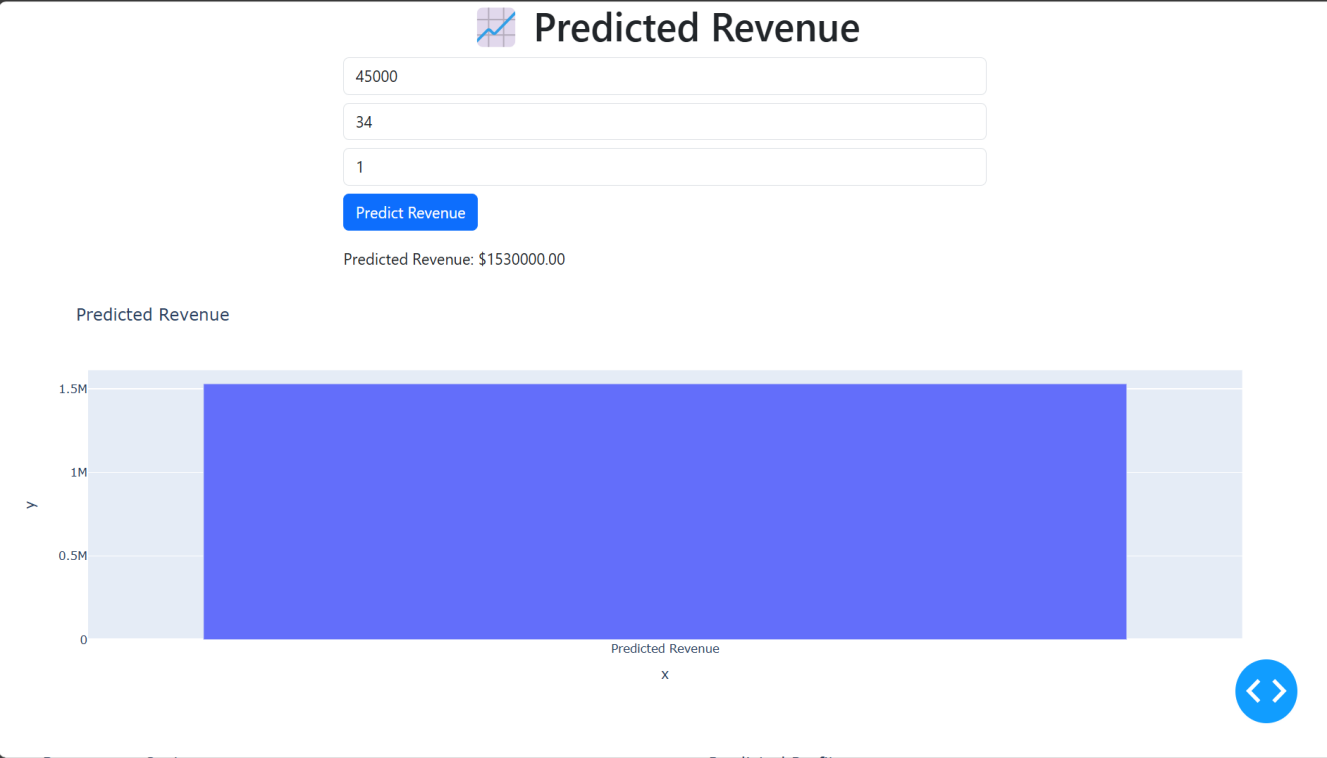 Predicted Revenue
45000
34
1
Predict Revenue
Predicted Revenue: $1530000.00
Predicted Revenue
1.5M
1M
0.5M
0
y
Predicted Revenue
x